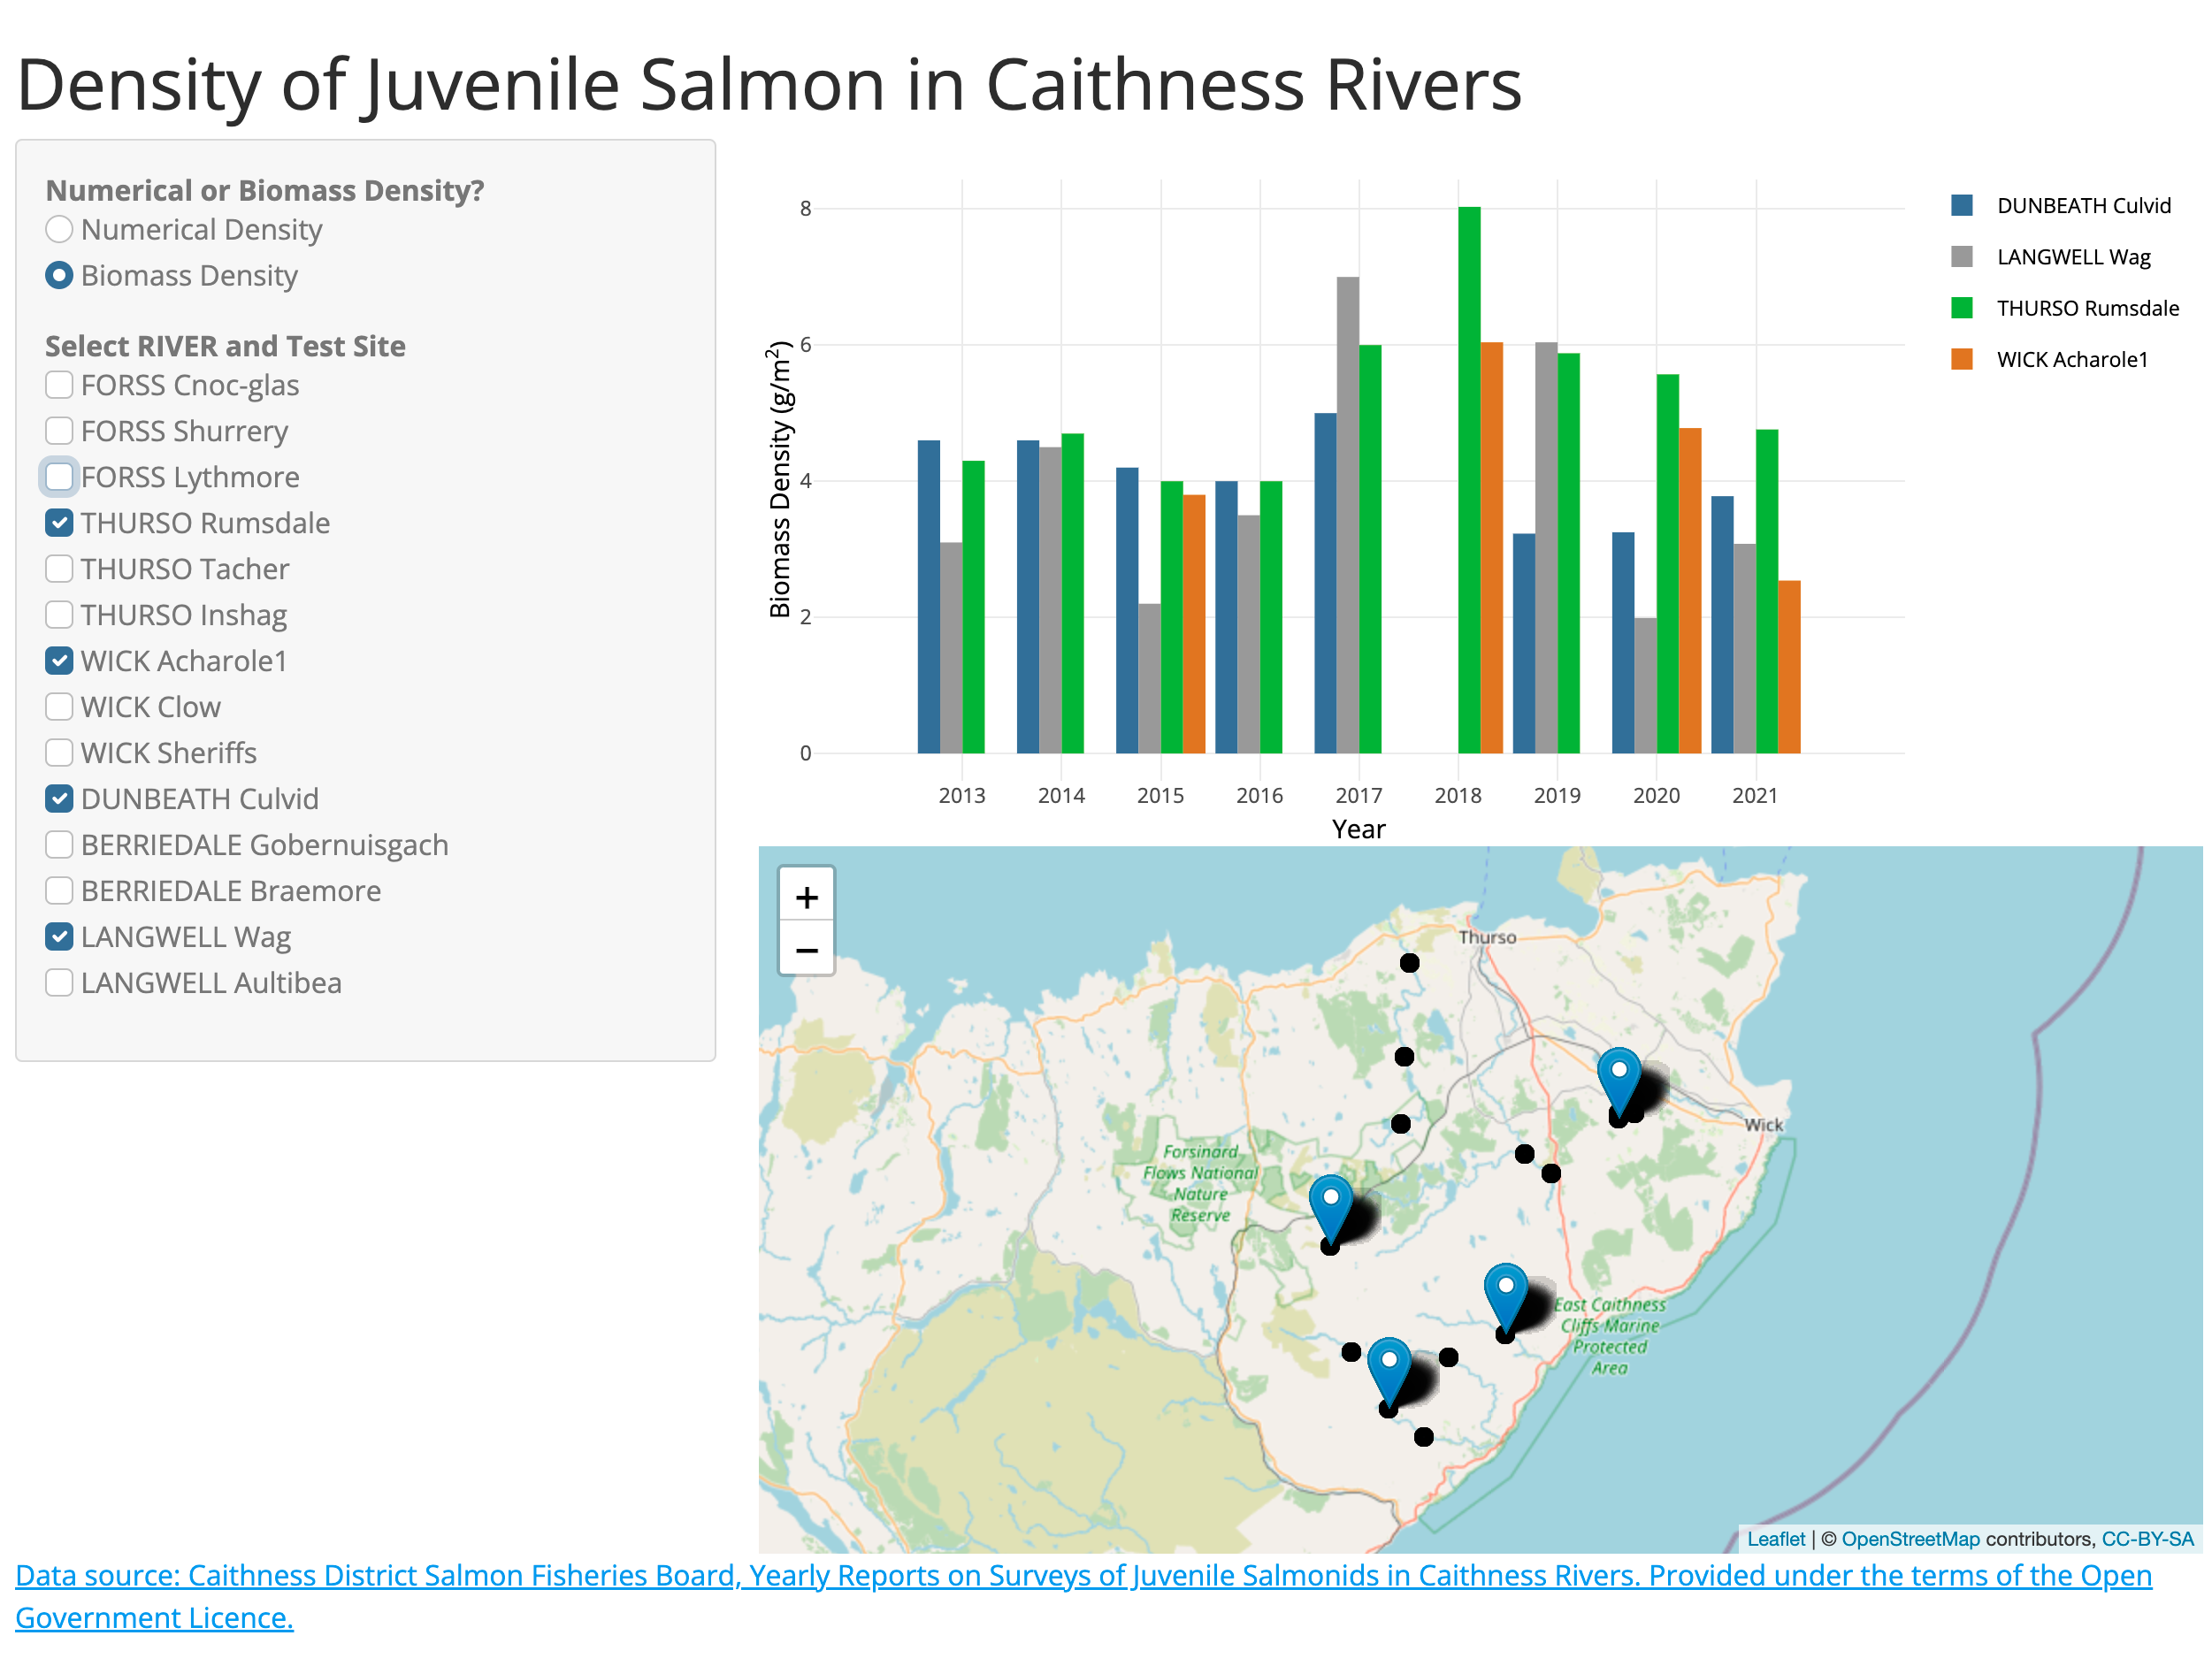 Density of Juvenile Salmon in Caithness Rivers
Numerical or Biomass Density?
Numerical Density
Biomass Density
Select RIVER and Test Site
FORSS Cnoc-glas
FORSS Shurrery
FORSS Lythmore
THURSO Rumsdale
THURSO Tacher
THURSO Inshag
WICK Acharole1
WICK Clow
WICK Sheriffs
DUNBEATH Culvid
BERRIEDALE Gobernuisgach
BERRIEDALE Braemore
LANGWELL Wag
LANGWELL Aultibea
8
6
4
2
0
Biomass Density (g/m²)
2013 2014 2015 2016 2017 2018 2019 2020 2021
Year
DUNBEATH Culvid
LANGWELL Wag
THURSO Rumsdale
WICK Acharole1
+
−
Thurso
Wick
Forsinard
Flows National
Nature
Reserve
East Caithness
Cliffs Marine
Protected
Area
Leaflet | © OpenStreetMap contributors, CC-BY-SA
Data source: Caithness District Salmon Fisheries Board, Yearly Reports on Surveys of Juvenile Salmonids in Caithness Rivers. Provided under the terms of the Open
Government Licence.